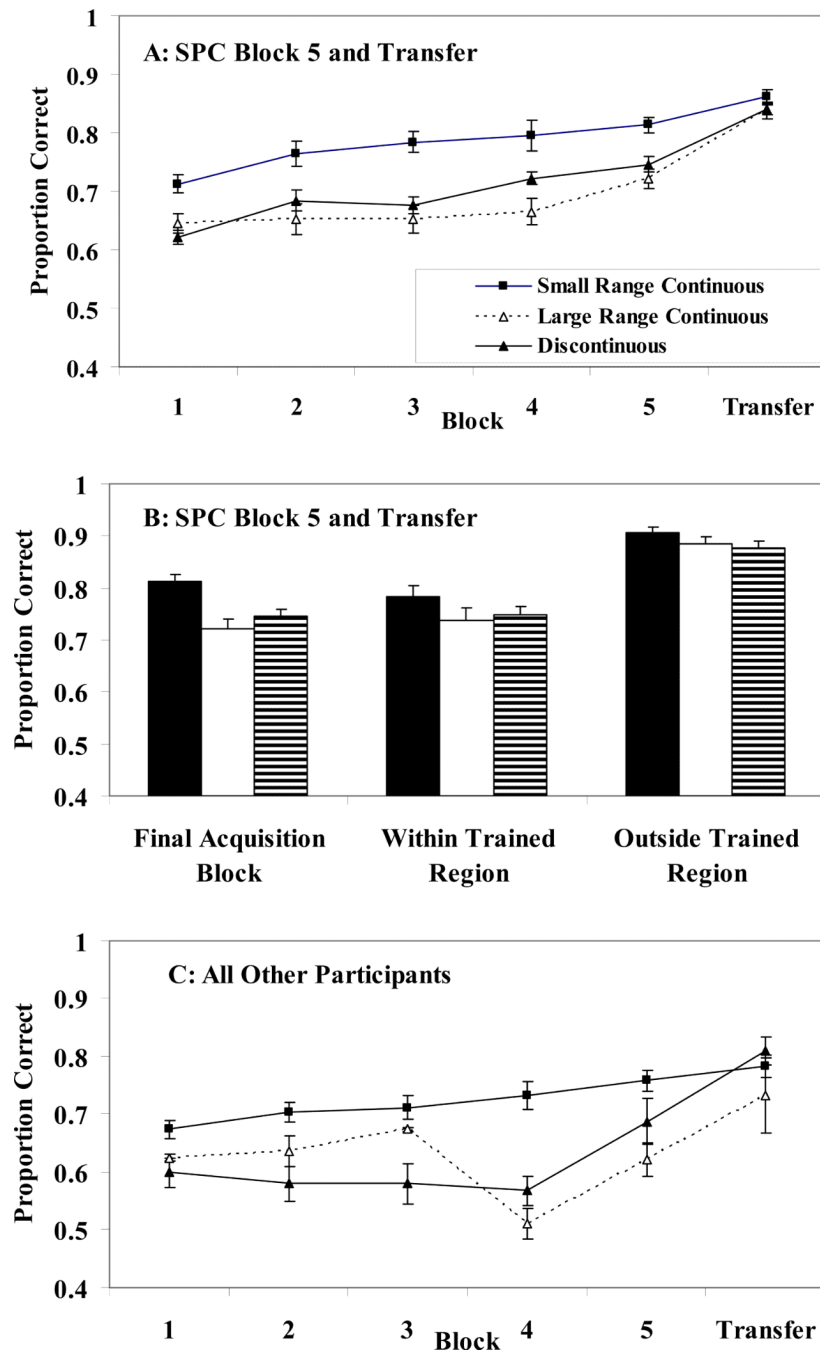 A: SPC Block 5 and Transfer
Proportion Correct
1
0.9
0.8
0.7
0.6
0.5
0.4
Small Range Continuous
Large Range Continuous
Discontinuous
1 2 3 4 5 Transfer
Block
B: SPC Block 5 and Transfer
Proportion Correct
1
0.9
0.8
0.7
0.6
0.5
0.4
Final Acquisition Block
Within Trained Region
Outside Trained Region
C: All Other Participants
Proportion Correct
1
0.9
0.8
0.7
0.6
0.5
0.4
1 2 3 4 5 Transfer
Block